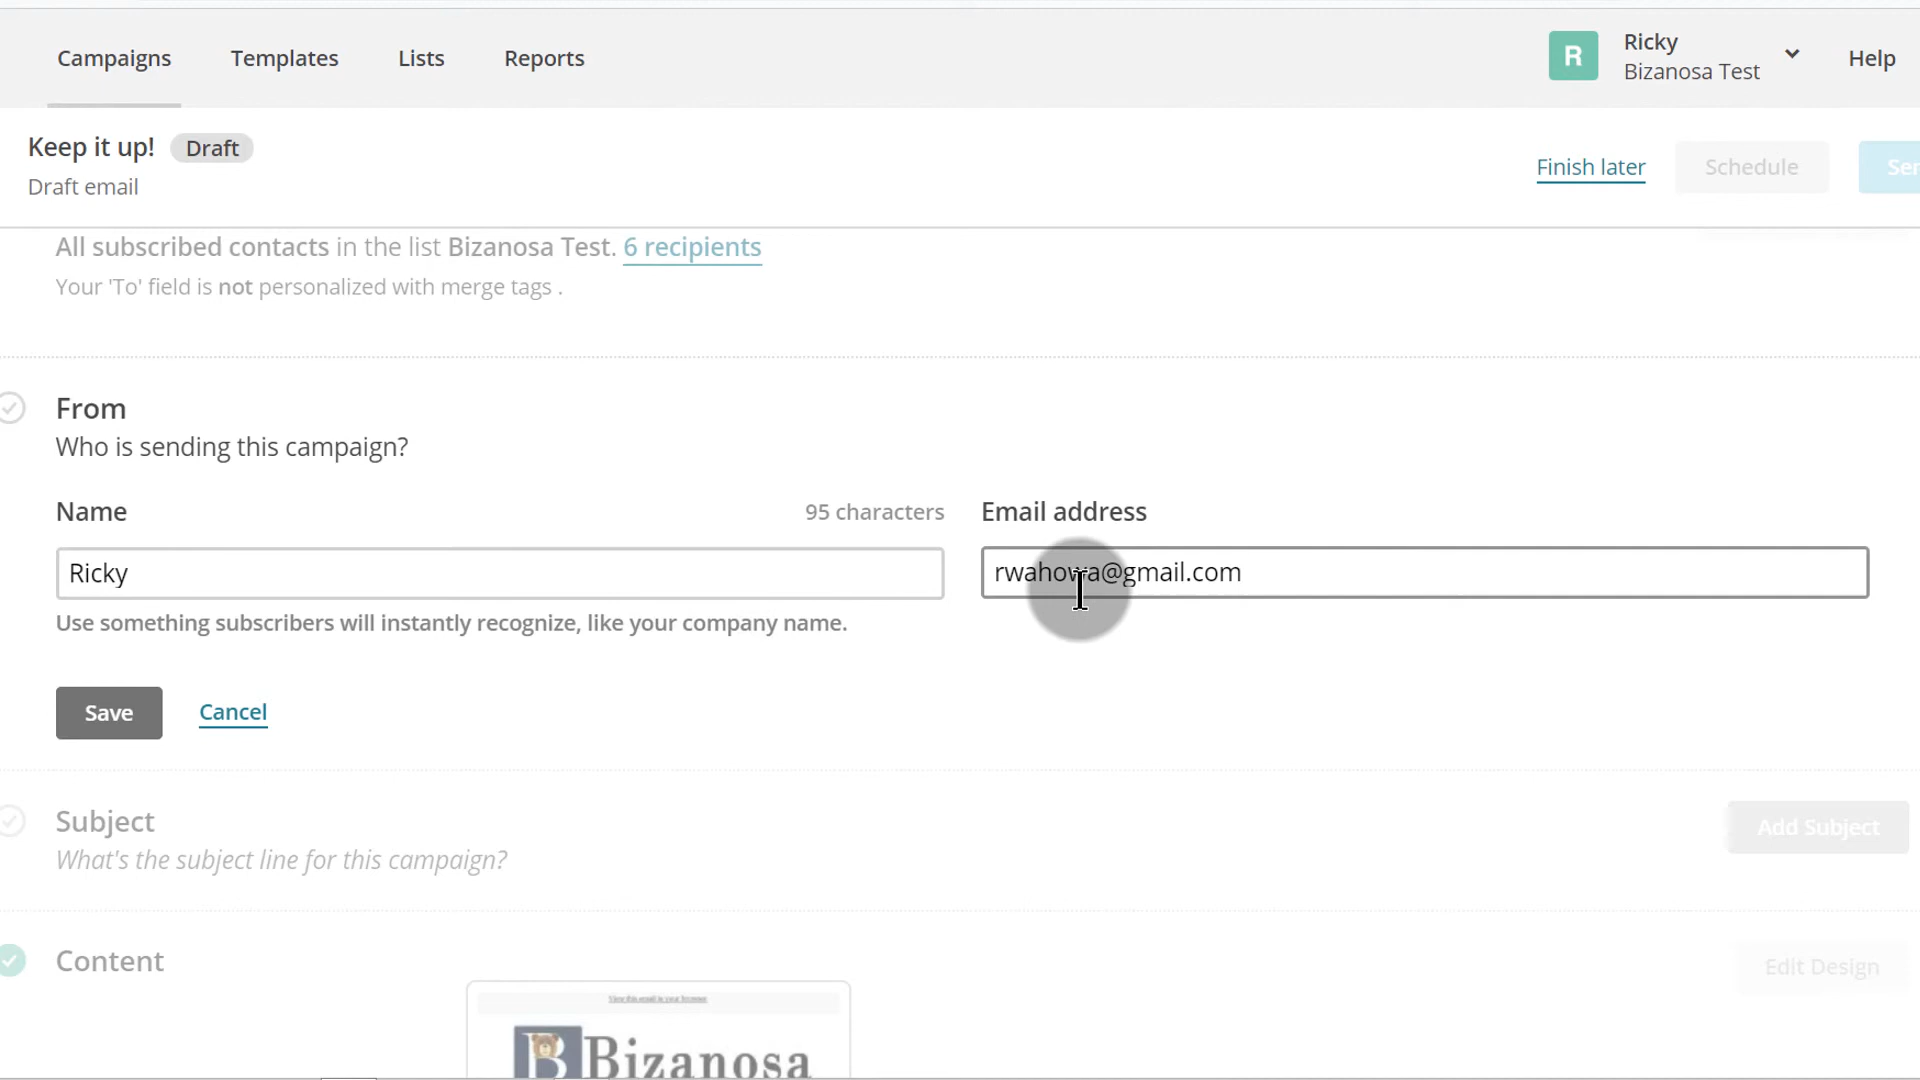 Campaigns Templates Lists Reports R Ricky Help
Bizanosa Test
Keep it up! Draft
Draft email
Finish later Schedule
All subscribed contacts in the list Bizanosa Test. 6 recipients
Your 'To' field is not personalized with merge tags .
From
Who is sending this campaign?
Name 95 characters Email address
Ricky rwahowa@gmail.com
Use something subscribers will instantly recognize, like your company name.
Save Cancel
Subject Add Subject
What's the subject line for this campaign?
Content Edit Design
View this email in your browser
B Bizanosa